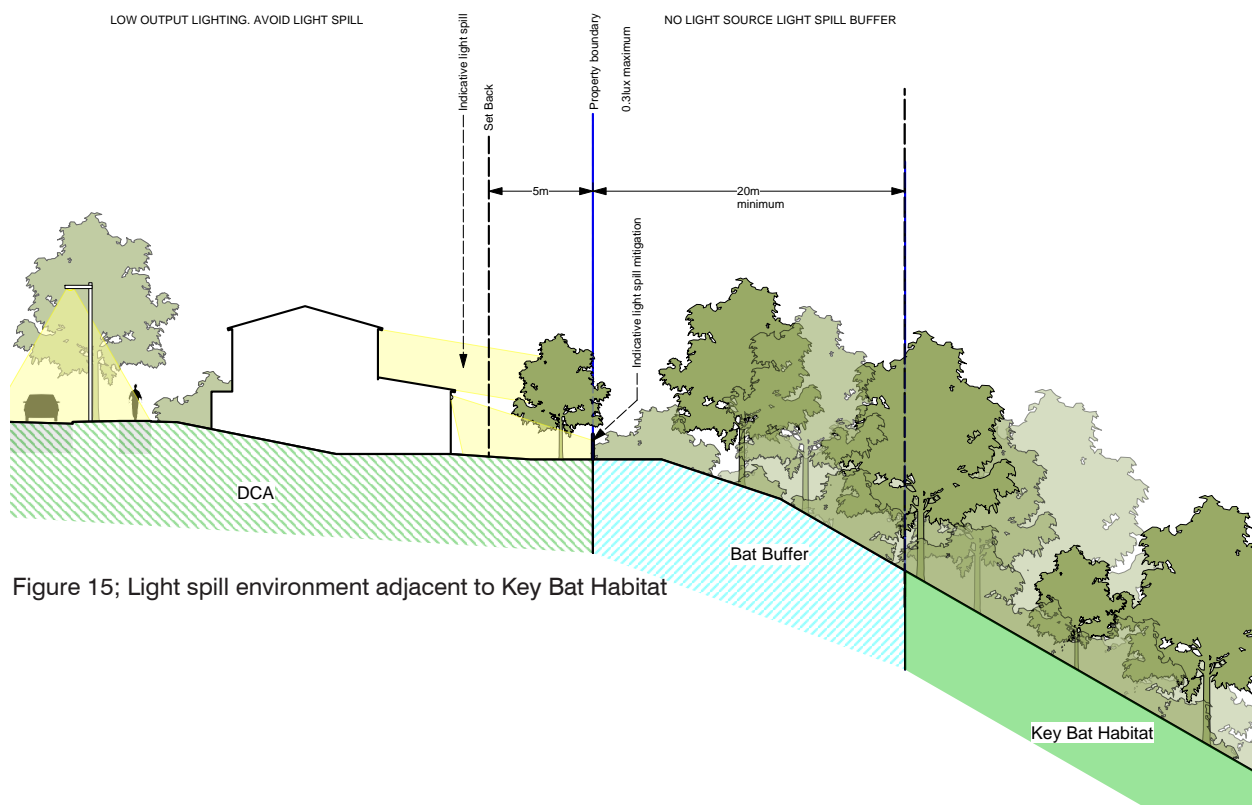 LOW OUTPUT LIGHTING. AVOID LIGHT SPILL
NO LIGHT SOURCE LIGHT SPILL BUFFER
Indicative light spill
Set Back
Property boundary
0.3lux maximum
5m
20m
minimum
Indicative light spill mitigation
DCA
Bat Buffer
Figure 15; Light spill environment adjacent to Key Bat Habitat
Key Bat Habitat